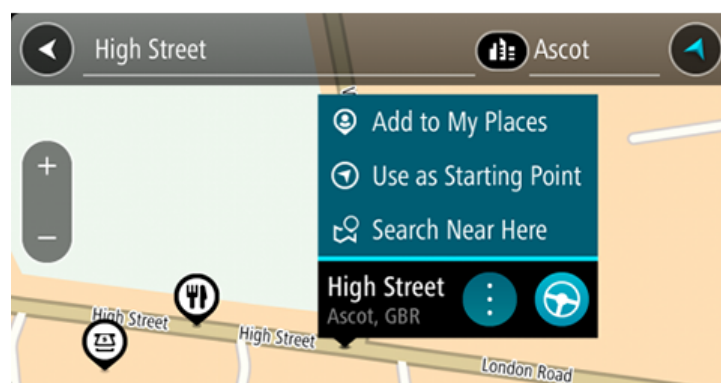 High Street
Ascot
Add to My Places
Use as Starting Point
Search Near Here
High Street
Ascot, GBR
High Street
High Street
London Road